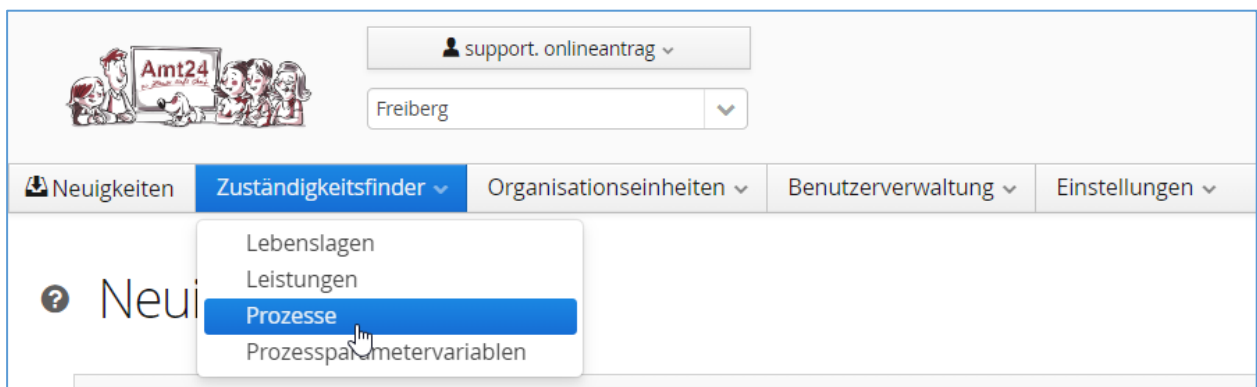 support. onlineantrag
Amt24
Freiberg
Neuigkeiten Zuständigkeitsfinder Organisationseinheiten Benutzerverwaltung Einstellungen
Lebenslagen
Leistungen
Neui
Prozesse
Prozessparametervariablen